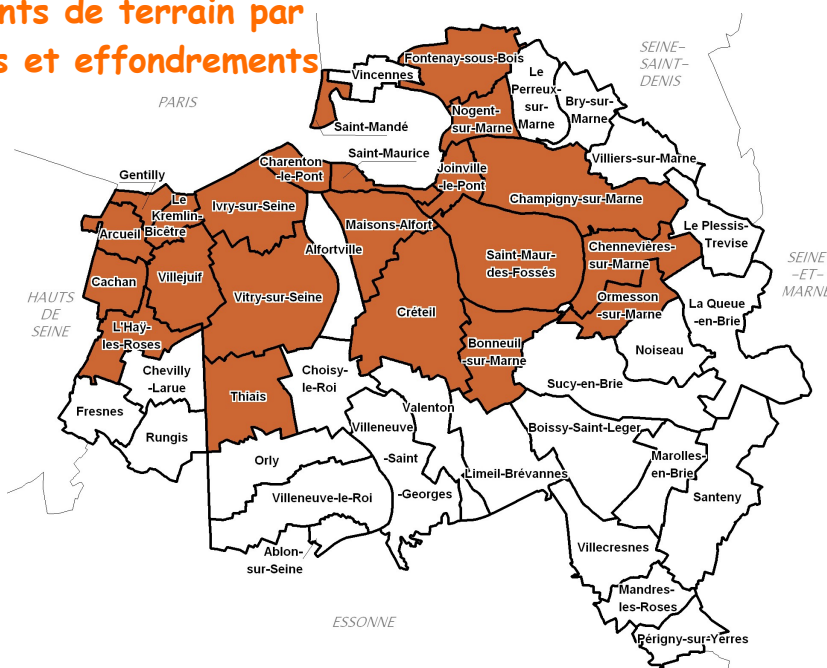 nts de terrain par
s et effondrements
SEINE-
SAINT-
DENIS
PARIS
Fontenay-sous-Bois
Vincennes
Le
Perreux-
sur-
Marne
Bry-sur-
Marne
Nogent-
sur-Marne
Saint-Mandé
Saint-Maurice
Villiers-sur-Marne
Charenton
-le-Pont
Joinville
-le-Pont
Gentilly
Le
Kremlin-
Bicêtre
Ivry-sur-Seine
Champigny-sur-Marne
Arcueil
Maisons-Alfort
Le Plessis-
Trevise
Alfortville
Saint-Maur-
des-Fossés
Chennevières-
sur-Marne
SEINE
-ET-
MARNE
Cachan
Villejuif
Vitry-sur-Seine
HAUTS
DE
SEINE
Créteil
Ormesson
-sur-Marne
La Queue
-en-Brie
L'Haÿ-
les-Roses
Bonneuil
-sur-Marne
Noiseau
Chevilly
-Larue
Choisy-
le-Roi
Thiais
Sucy-en-Brie
Fresnes
Valenton
Rungis
Villeneuve
-Saint
-Georges
Boissy-Saint-Leger
Orly
Limeil-Brévannes
Marolles-
en-Brie
Villeneuve-le-Roi
Santeny
Ablon-
sur-Seine
Villecresnes
Mandres-
les-Roses
ESSONNE
Périgny-sur-Yerres